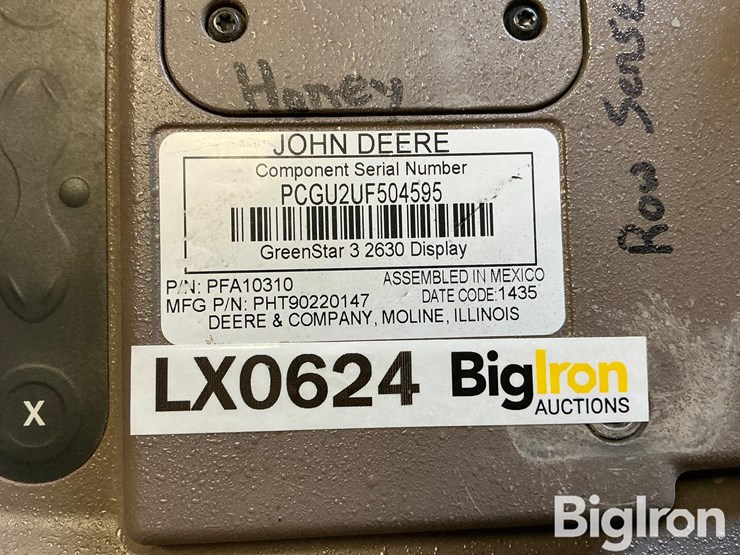 Honey
Row Sense
JOHN DEERE
Component Serial Number
PCGU2UF504595
GreenStar 3 2630 Display
P/N: PFA10310
ASSEMBLED IN MEXICO
MFG P/N: PHT90220147
DATE CODE:1435
DEERE & COMPANY, MOLINE, ILLINOIS
LX0624
BigIron
AUCTIONS
X
BigIron